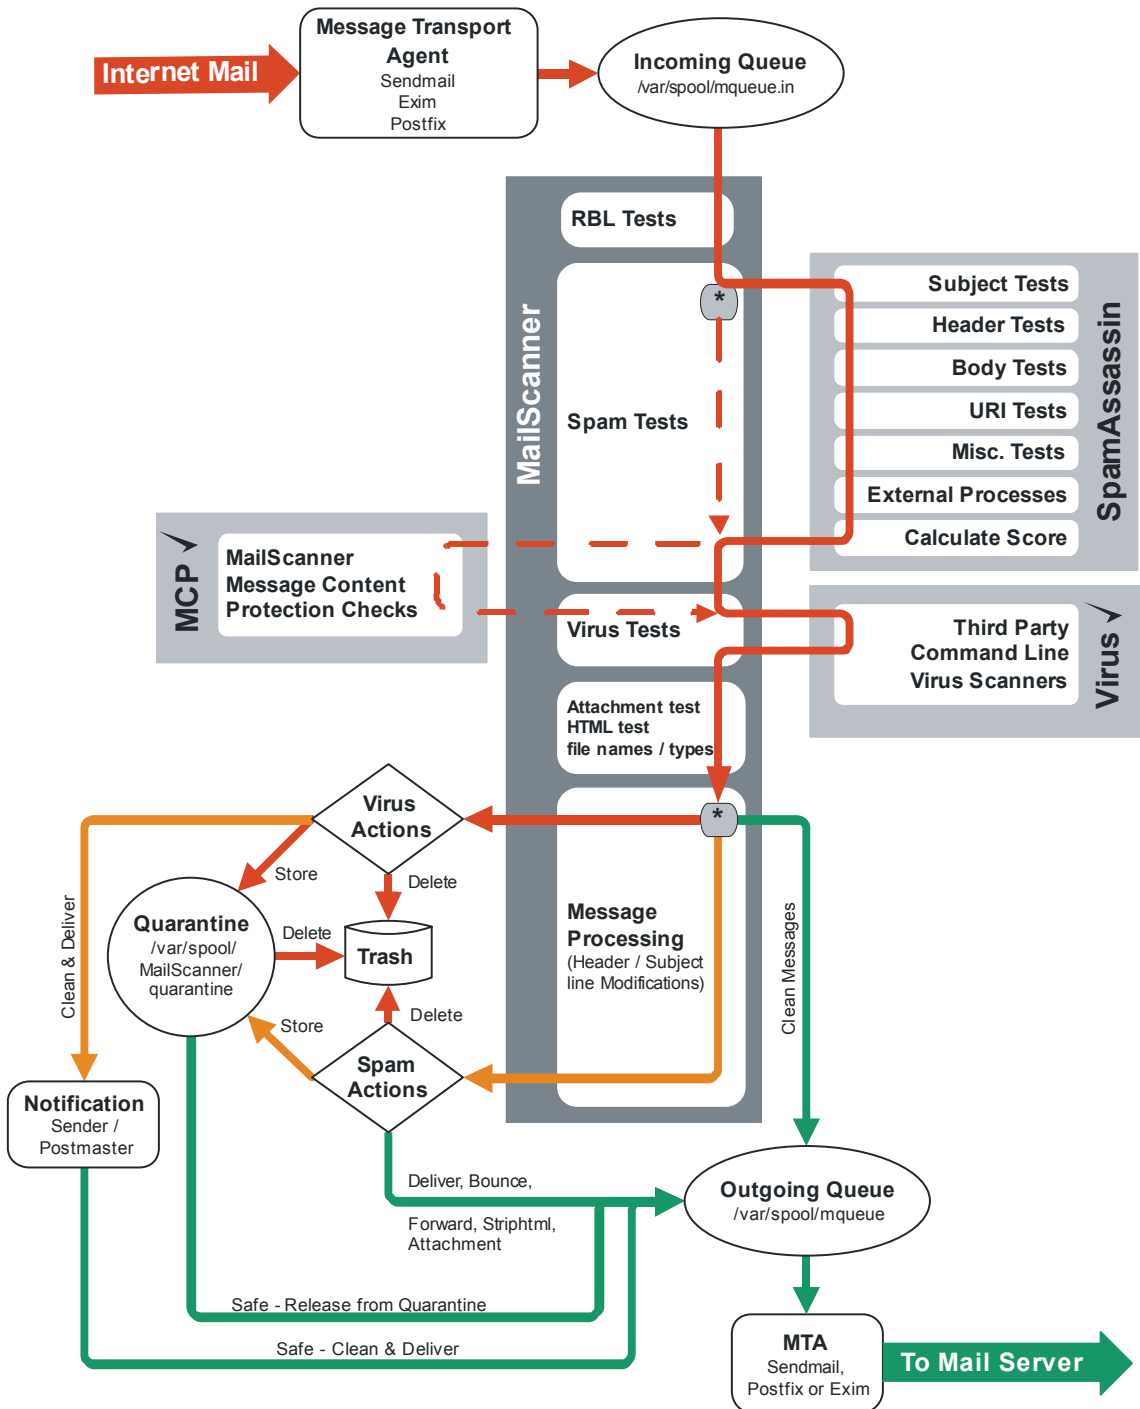 Message Transport
Agent
Sendmail
Exim
Postfix
Internet Mail
Incoming Queue
/var/spool/mqueue.in
RBL Tests
MailScanner
*
Spam Tests
Subject Tests
Header Tests
Body Tests
URI Tests
Misc. Tests
External Processes
Calculate Score
SpamAssassin
MCP
MailScanner
Message Content
Protection Checks
Virus Tests
Third Party
Command Line
Virus Scanners
Virus
Attachment test
HTML test
file names / types
*
Virus
Actions
Store
Delete
Clean & Deliver
Quarantine
/var/spool/
MailScanner/
quarantine
Delete
Trash
Message
Processing
(Header / Subject
line Modifications)
Clean Messages
Store
Delete
Spam
Actions
Notification
Sender /
Postmaster
Deliver, Bounce,
Forward, Striphtml,
Attachment
Outgoing Queue
/var/spool/mqueue
Safe - Release from Quarantine
Safe - Clean & Deliver
MTA
Sendmail,
Postfix or Exim
To Mail Server